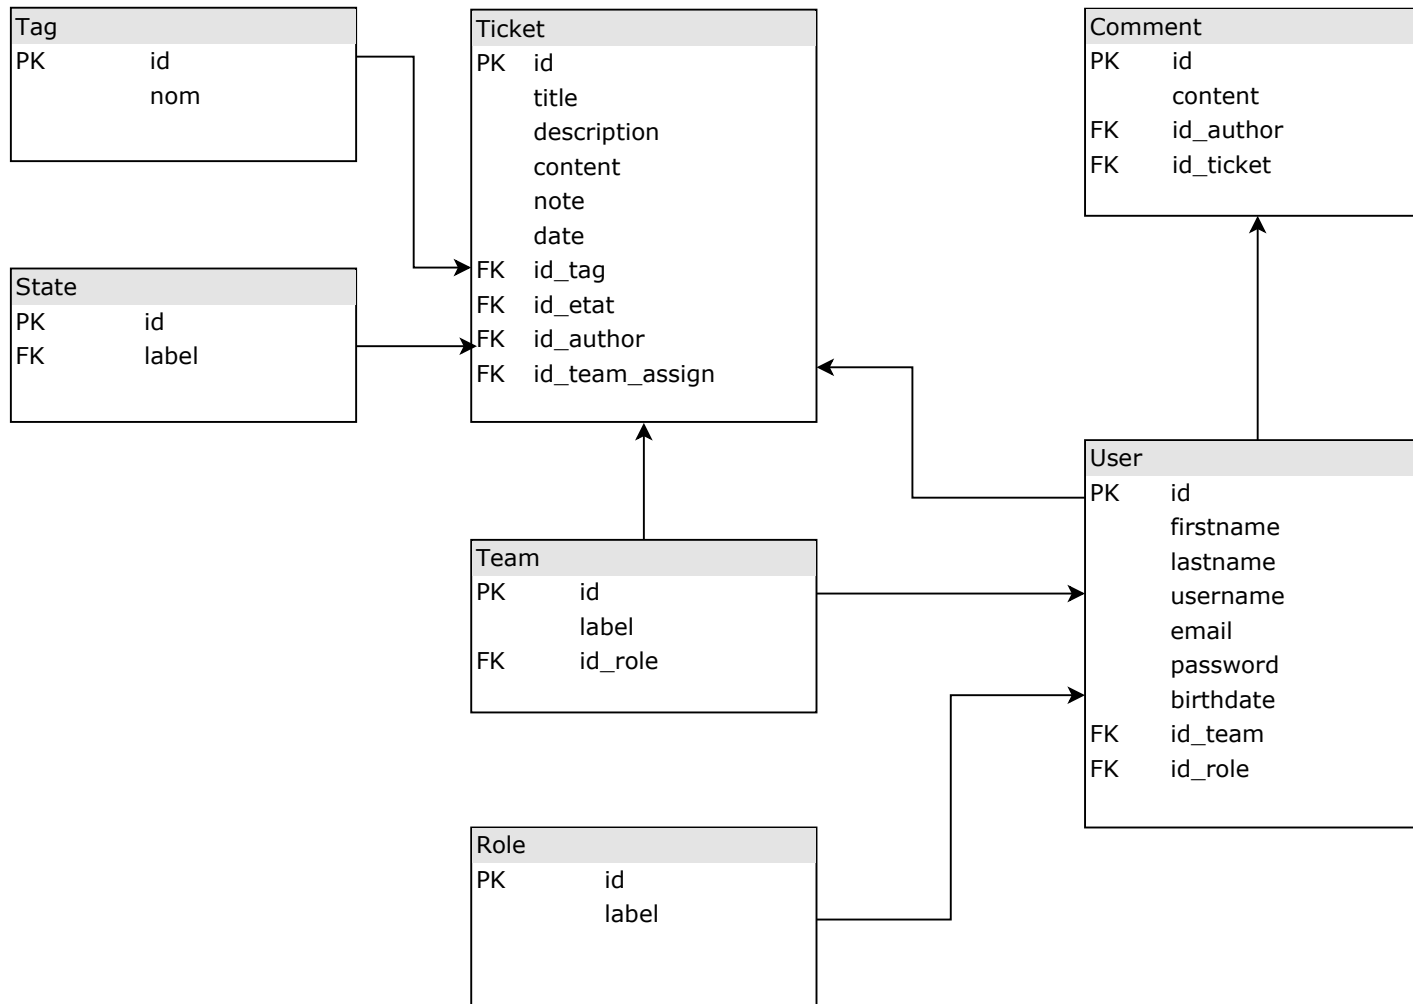 Tag
PK id
nom
Ticket
PK id
title
description
content
note
date
FK id_tag
FK id_etat
FK id_author
FK id_team_assign
Comment
PK id
content
FK id_author
FK id_ticket
State
PK id
FK label
User
PK id
firstname
lastname
username
email
password
birthdate
FK id_team
FK id_role
Team
PK id
label
FK id_role
Role
PK id
label